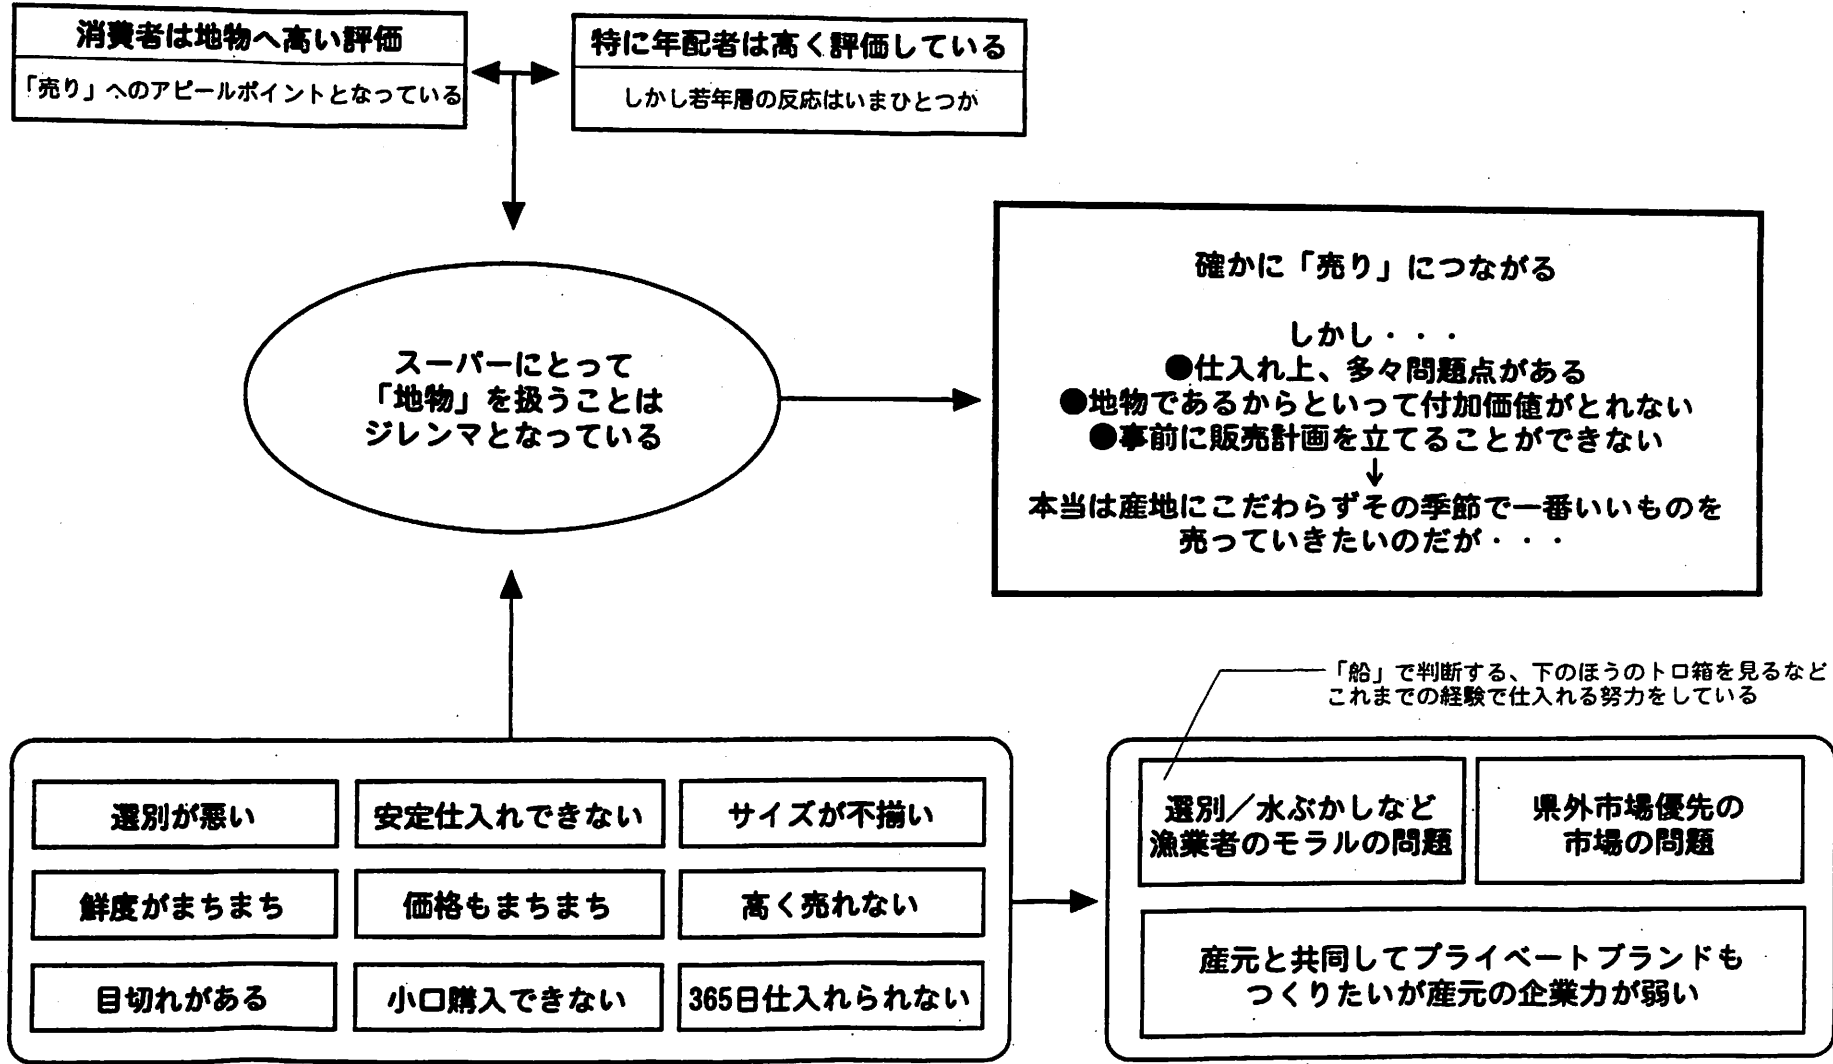 消費者は地物へ高い評価
「売り」へのアピールポイントとなっている
特に年配者は高く評価している
しかし若年層の反応はいまひとつか
スーパーにとって
「地物」を扱うことは
ジレンマとなっている
確かに「売り」につながる
しかし・・・
●仕入れ上、多々問題点がある
●地物であるからといって付加価値がとれない
●事前に販売計画を立てることができない
↓
本当は産地にこだわらずその季節で一番いいものを
売っていきたいのだが・・・
「船」で判断する、下のほうのトロ箱を見るなど
これまでの経験で仕入れる努力をしている
選別が悪い
安定仕入れできない
サイズが不揃い
鮮度がまちまち
価格もまちまち
高く売れない
目切れがある
小口購入できない
365日仕入れられない
選別／水ぶかしなど
漁業者のモラルの問題
県外市場優先の
市場の問題
産元と共同してプライベートブランドも
つくりたいが産元の企業力が弱い